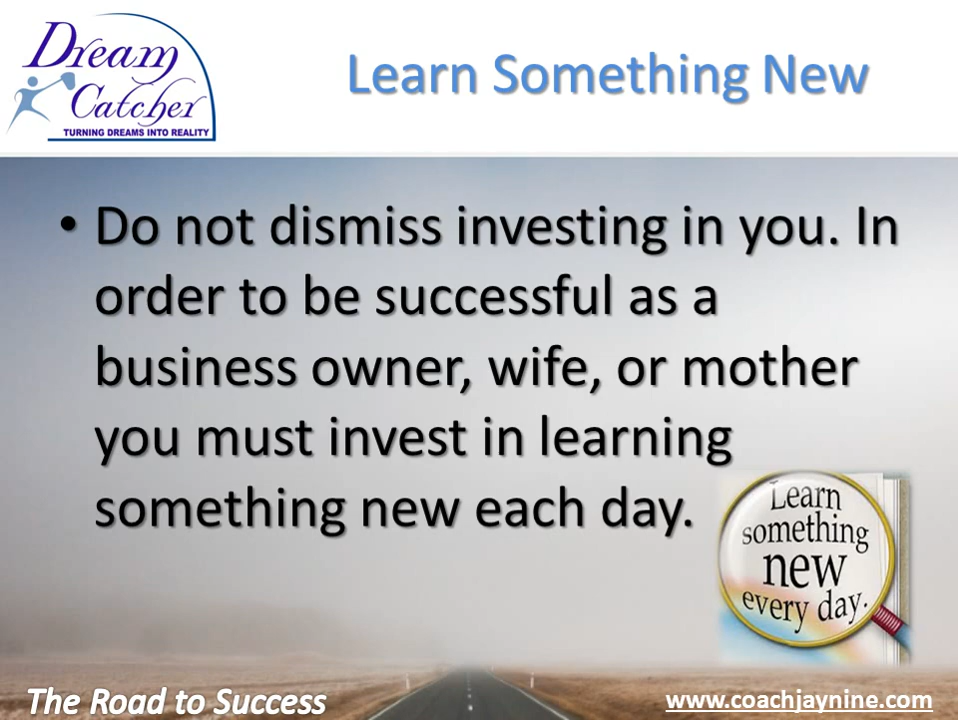 Dream
Catcher
TURNING DREAMS INTO REALITY
Learn Something New
• Do not dismiss investing in you. In
order to be successful as a
business owner, wife, or mother
you must invest in learning
something new each day.
Learn
something
new
every day.
The Road to Success
www.coachjaynine.com